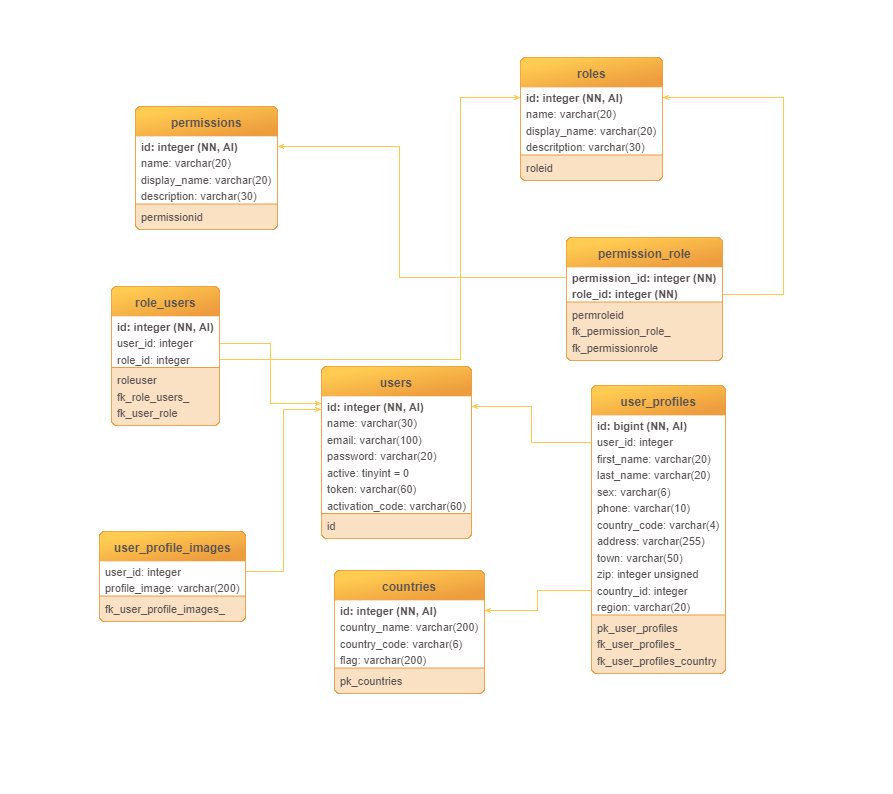 roles
id: integer (NN, AI)
name: varchar(20)
display_name: varchar(20)
descritption: varchar(30)
roleid
permissions
id: integer (NN, AI)
name: varchar(20)
display_name: varchar(20)
description: varchar(30)
permissionid
permission_role
permission_id: integer (NN)
role_id: integer (NN)
permroleid
fk_permission_role_
fk_permissionrole
role_users
id: integer (NN, AI)
user_id: integer
role_id: integer
roleuser
fk_role_users_
fk_user_role
users
id: integer (NN, AI)
name: varchar(30)
email: varchar(100)
password: varchar(20)
active: tinyint = 0
token: varchar(60)
activation_code: varchar(60)
id
user_profiles
id: bigint (NN, AI)
user_id: integer
first_name: varchar(20)
last_name: varchar(20)
sex: varchar(6)
phone: varchar(10)
country_code: varchar(4)
address: varchar(255)
town: varchar(50)
zip: integer unsigned
country_id: integer
region: varchar(20)
pk_user_profiles
fk_user_profiles_
fk_user_profiles_country
user_profile_images
user_id: integer
profile_image: varchar(200)
fk_user_profile_images_
countries
id: integer (NN, AI)
country_name: varchar(200)
country_code: varchar(6)
flag: varchar(200)
pk_countries